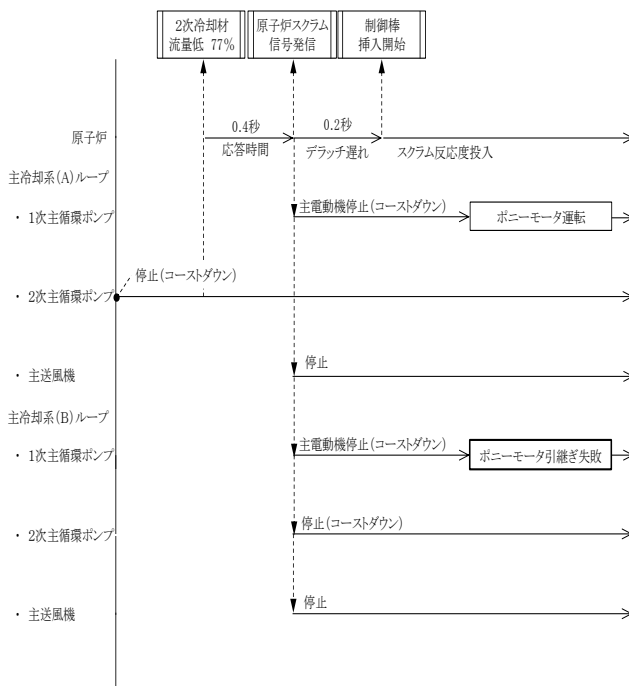 2次冷却材
流量低 77%
原子炉スクラム
信号発信
制御棒
挿入開始
原子炉
0.4秒
応答時間
0.2秒
デラッチ遅れ
スクラム反応度投入
主冷却系(A)ループ
・ 1次主循環ポンプ
主電動機停止(コーストダウン)
ポニーモータ運転
停止(コーストダウン)
・ 2次主循環ポンプ
・ 主送風機
停止
主冷却系(B)ループ
・ 1次主循環ポンプ
主電動機停止(コーストダウン)
ポニーモータ引継ぎ失敗
・ 2次主循環ポンプ
停止(コーストダウン)
・ 主送風機
停止